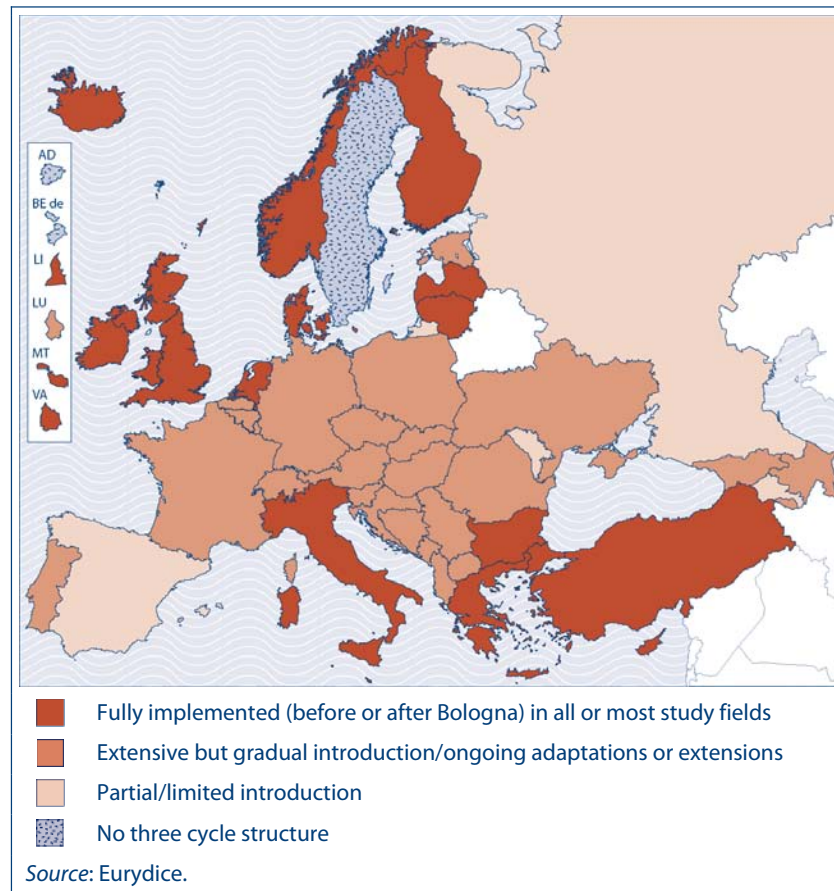 AD
BE de
LI
LU
MT
VA
Fully implemented (before or after Bologna) in all or most study fields
Extensive but gradual introduction/ongoing adaptations or extensions
Partial/limited introduction
No three cycle structure
Source: Eurydice.